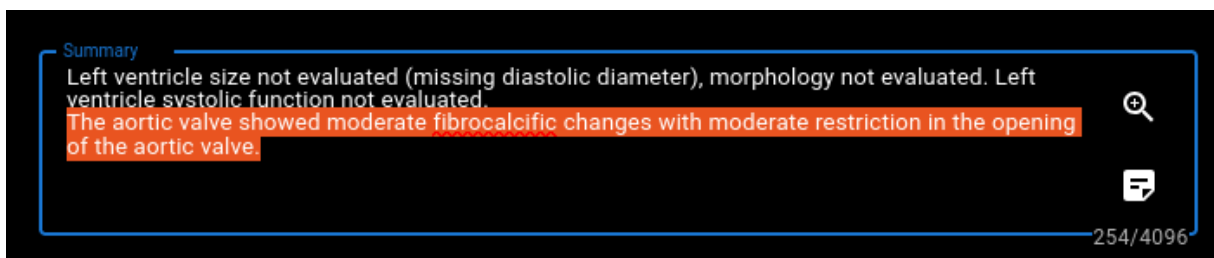 Summary
Left ventricle size not evaluated (missing diastolic diameter), morphology not evaluated. Left
ventricle systolic function not evaluated.
The aortic valve showed moderate fibrocalcific changes with moderate restriction in the opening
of the aortic valve.
254/4096